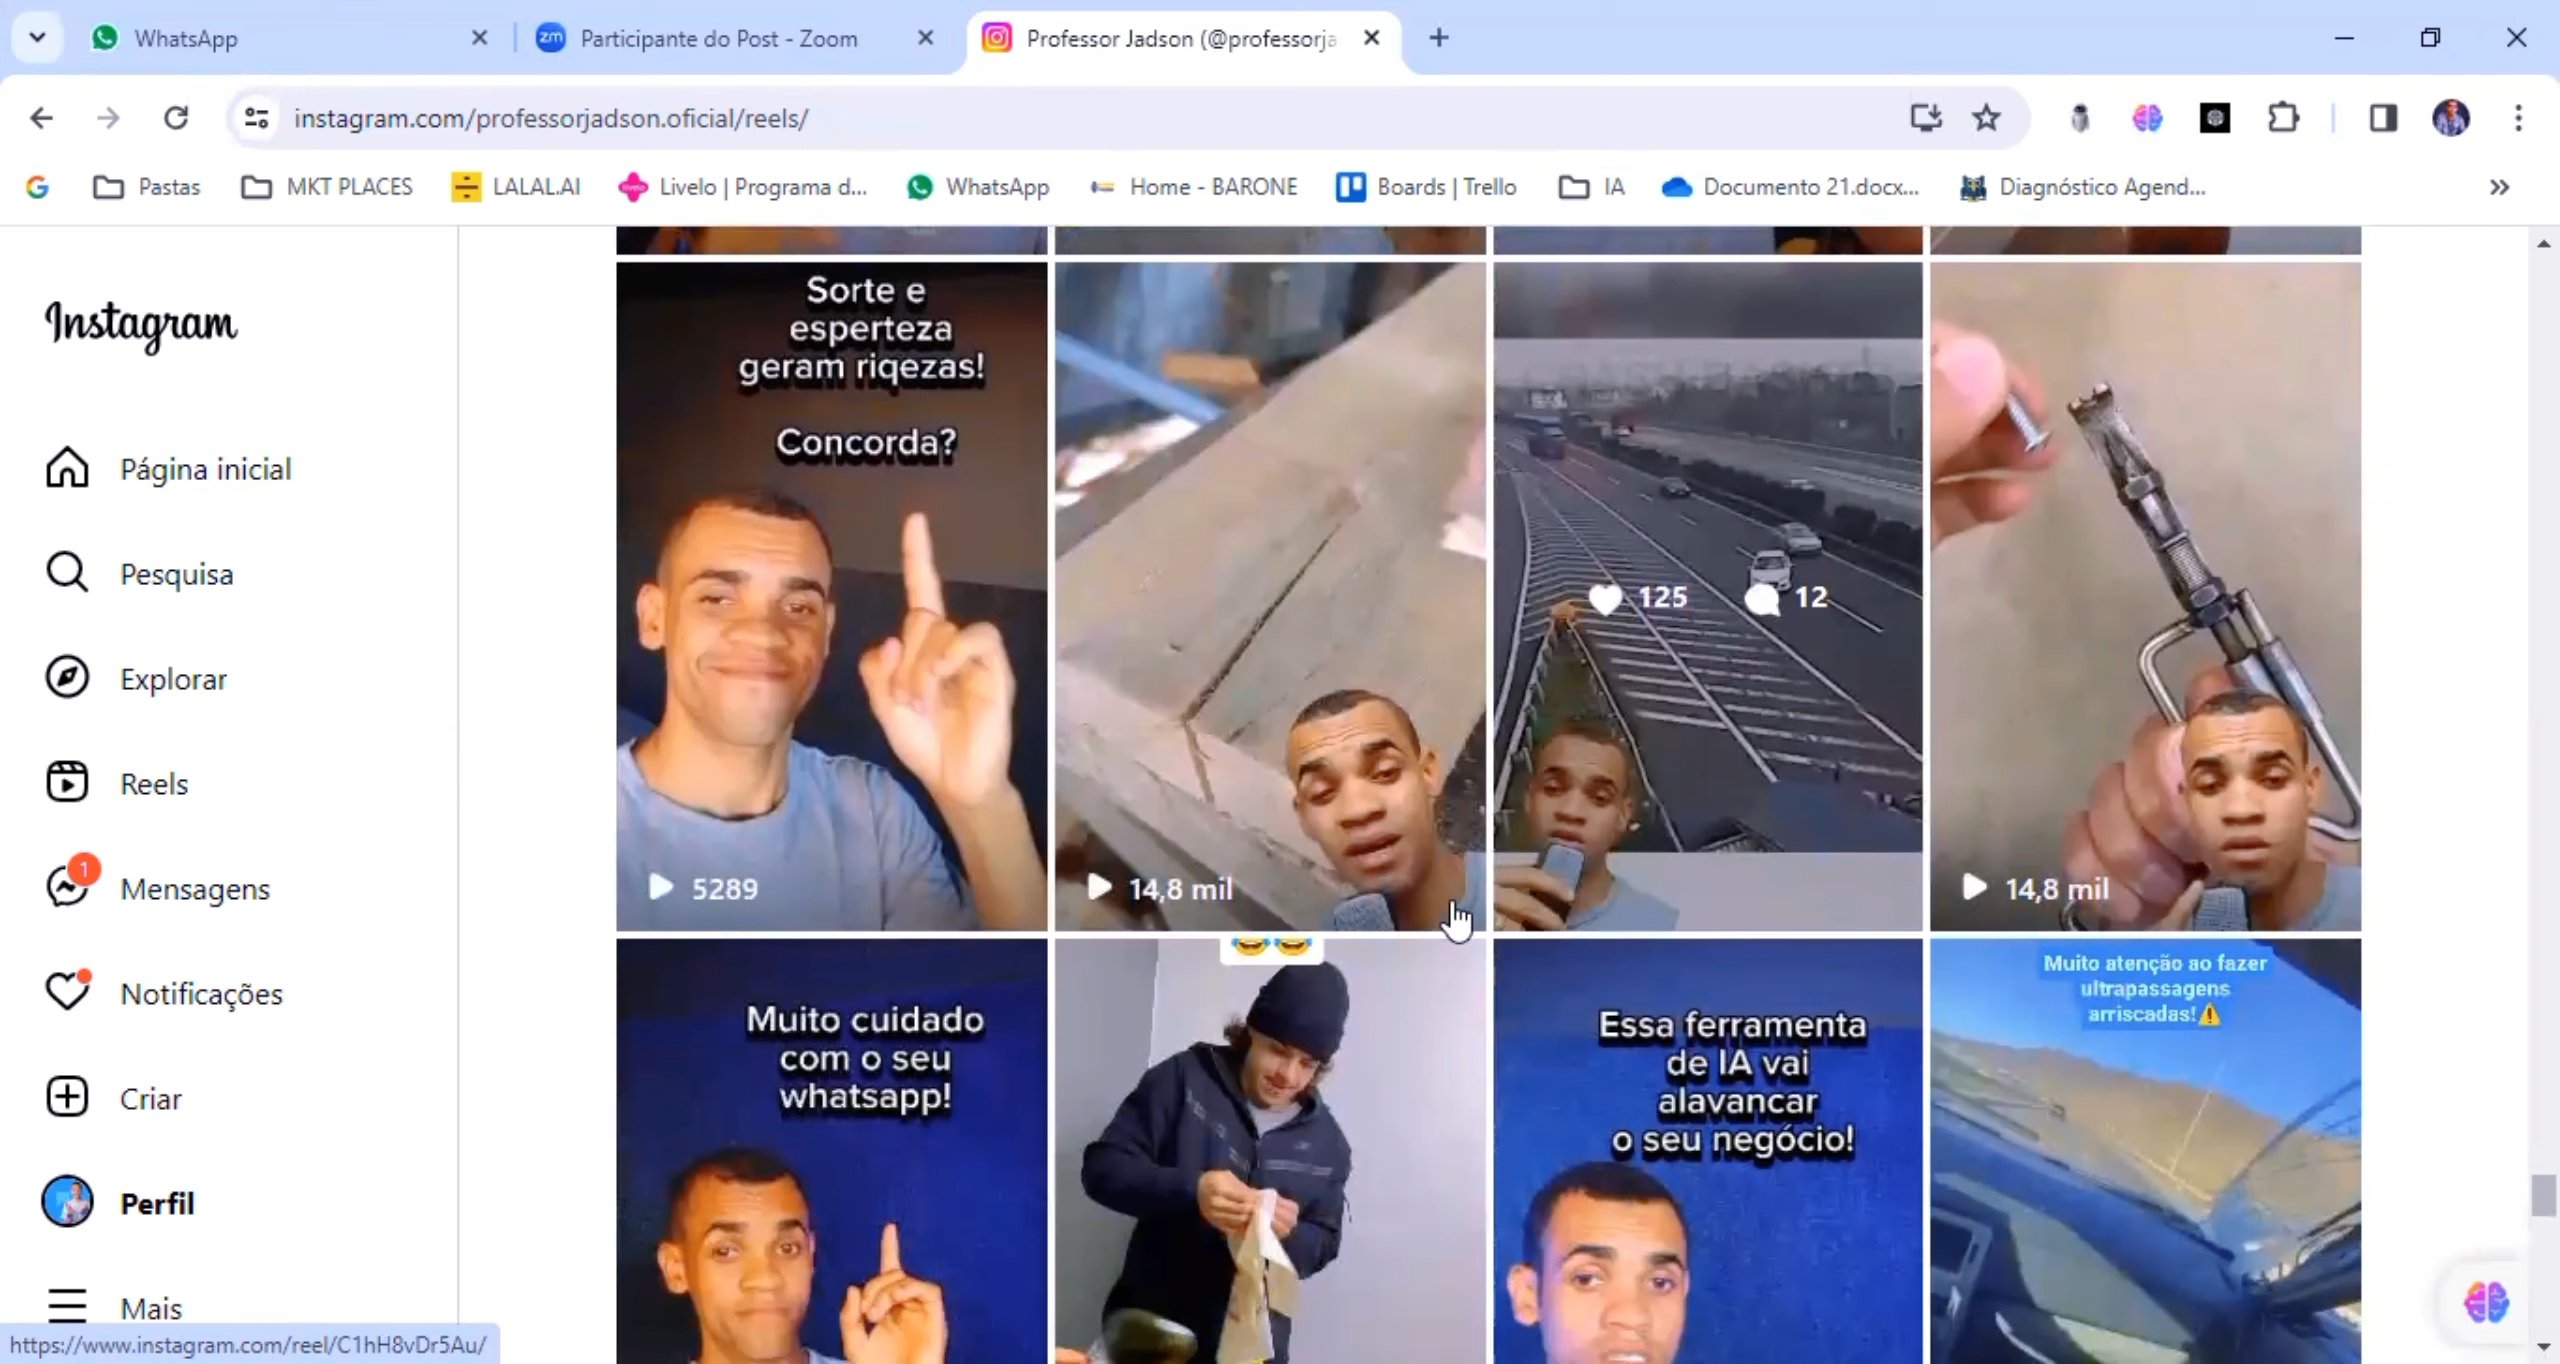 WhatsApp
Participante do Post - Zoom
Professor Jadson (@professorja
instagram.com/professorjadson.oficial/reels/
Pastas
MKT PLACES
LALAL.AI
Livelo | Programa d...
WhatsApp
Home - BARONE
Boards | Trello
IA
Documento 21.docx...
Diagnóstico Agend...
Instagram
Página inicial
Pesquisa
Explorar
Reels
1
Mensagens
Notificações
Criar
Perfil
Mais
https://www.instagram.com/reel/C1hH8vDr5Au/
Sorte e
esperteza
geram riqezas!
Concorda?
5289
14,8 mil
125
12
14,8 mil
Muito cuidado
com o seu
whatsapp!
Essa ferramenta
de IA vai
alavancar
o seu negócio!
Muito atenção ao fazer
ultrapassagens
arriscadas!⚠️